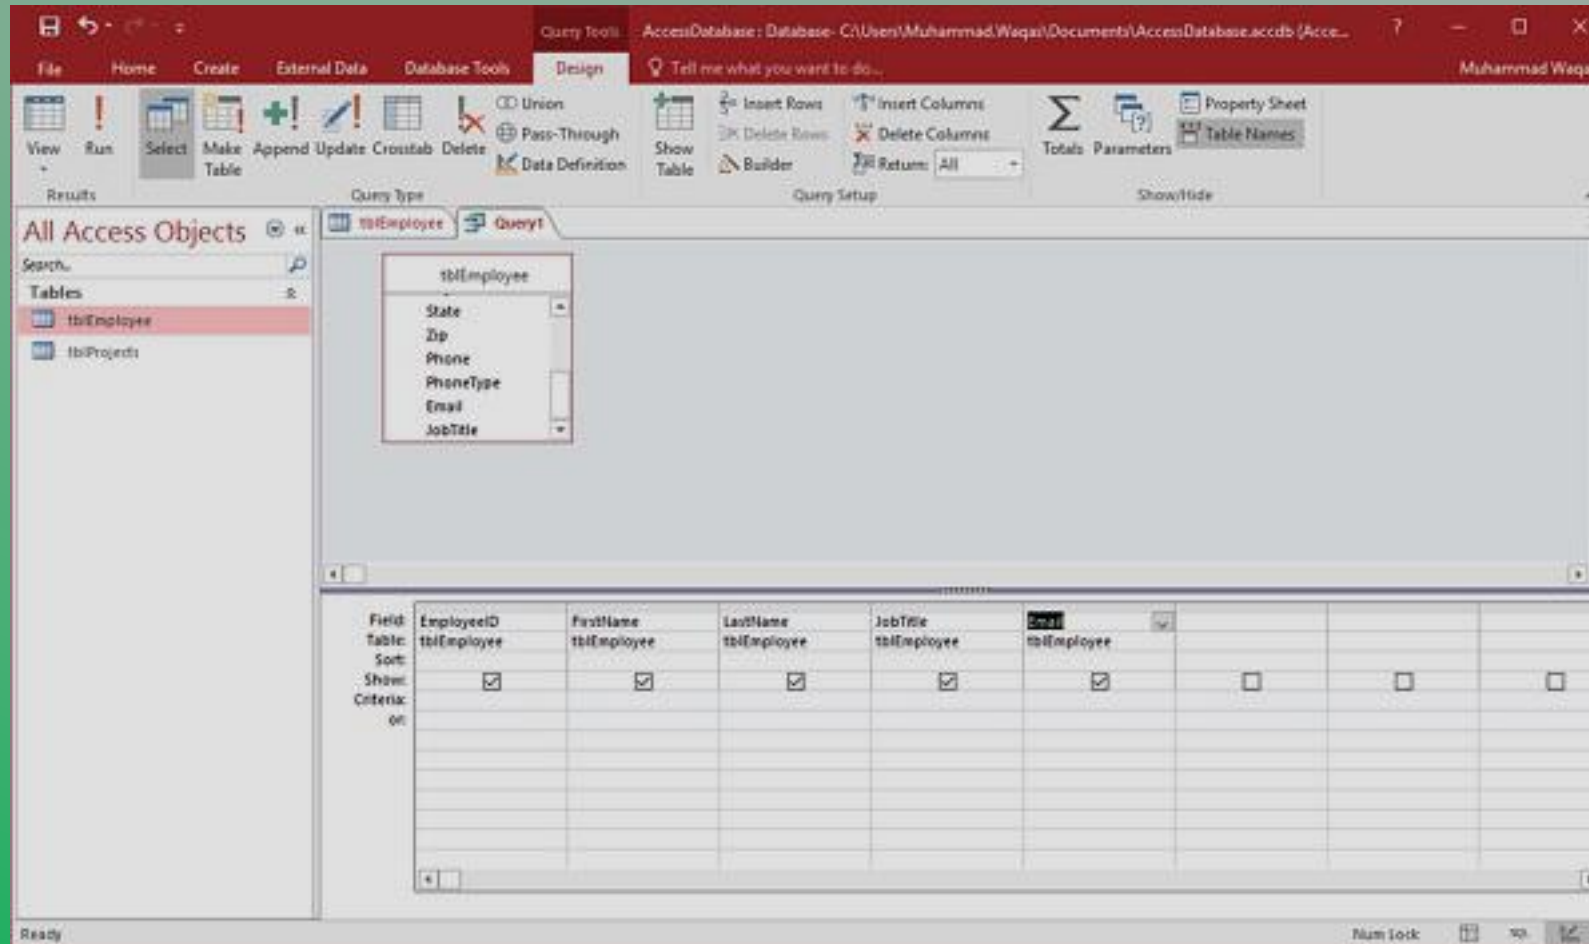 Query Tools AccessDatabase : Database- C:\Users\Muhammad.Waqas\Documents\AccessDatabase.accdb (Acce... ?
File Home Create External Data Database Tools Design Tell me what you want to do... Muhammad Waqa
View Run Select Make Table Append Update Crosstab Delete
Union
Pass-Through
Data Definition
Show Table
Insert Rows
Delete Rows
Builder
Insert Columns
Delete Columns
Return: All
Totals Parameters
Property Sheet
Table Names
Results Query Type Query Setup Show/Hide
All Access Objects
Search...
Tables
tblEmployee
tblProjects
tblEmployee Query1
tblEmployee
State
Zip
Phone
PhoneType
Email
JobTitle
Field: EmployeeID FirstName LastName JobTitle Email
Table: tblEmployee tblEmployee tblEmployee tblEmployee tblEmployee
Sort:
Show:
Criteria:
or:
Ready Num Lock SQL